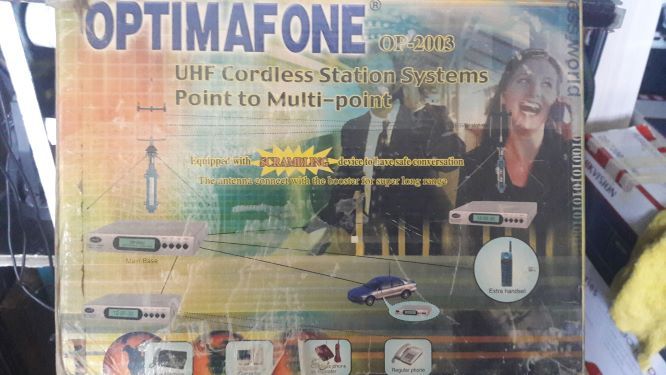 OPTIMAFONE®
OP-2003
UHF Cordless Station Systems
Point to Multi-point
Equipped with SCRAMBLING device to have safe conversation
The antenna connect with the booster for super long range
Main Base
Extra handset
Regular phone
HIKVISION